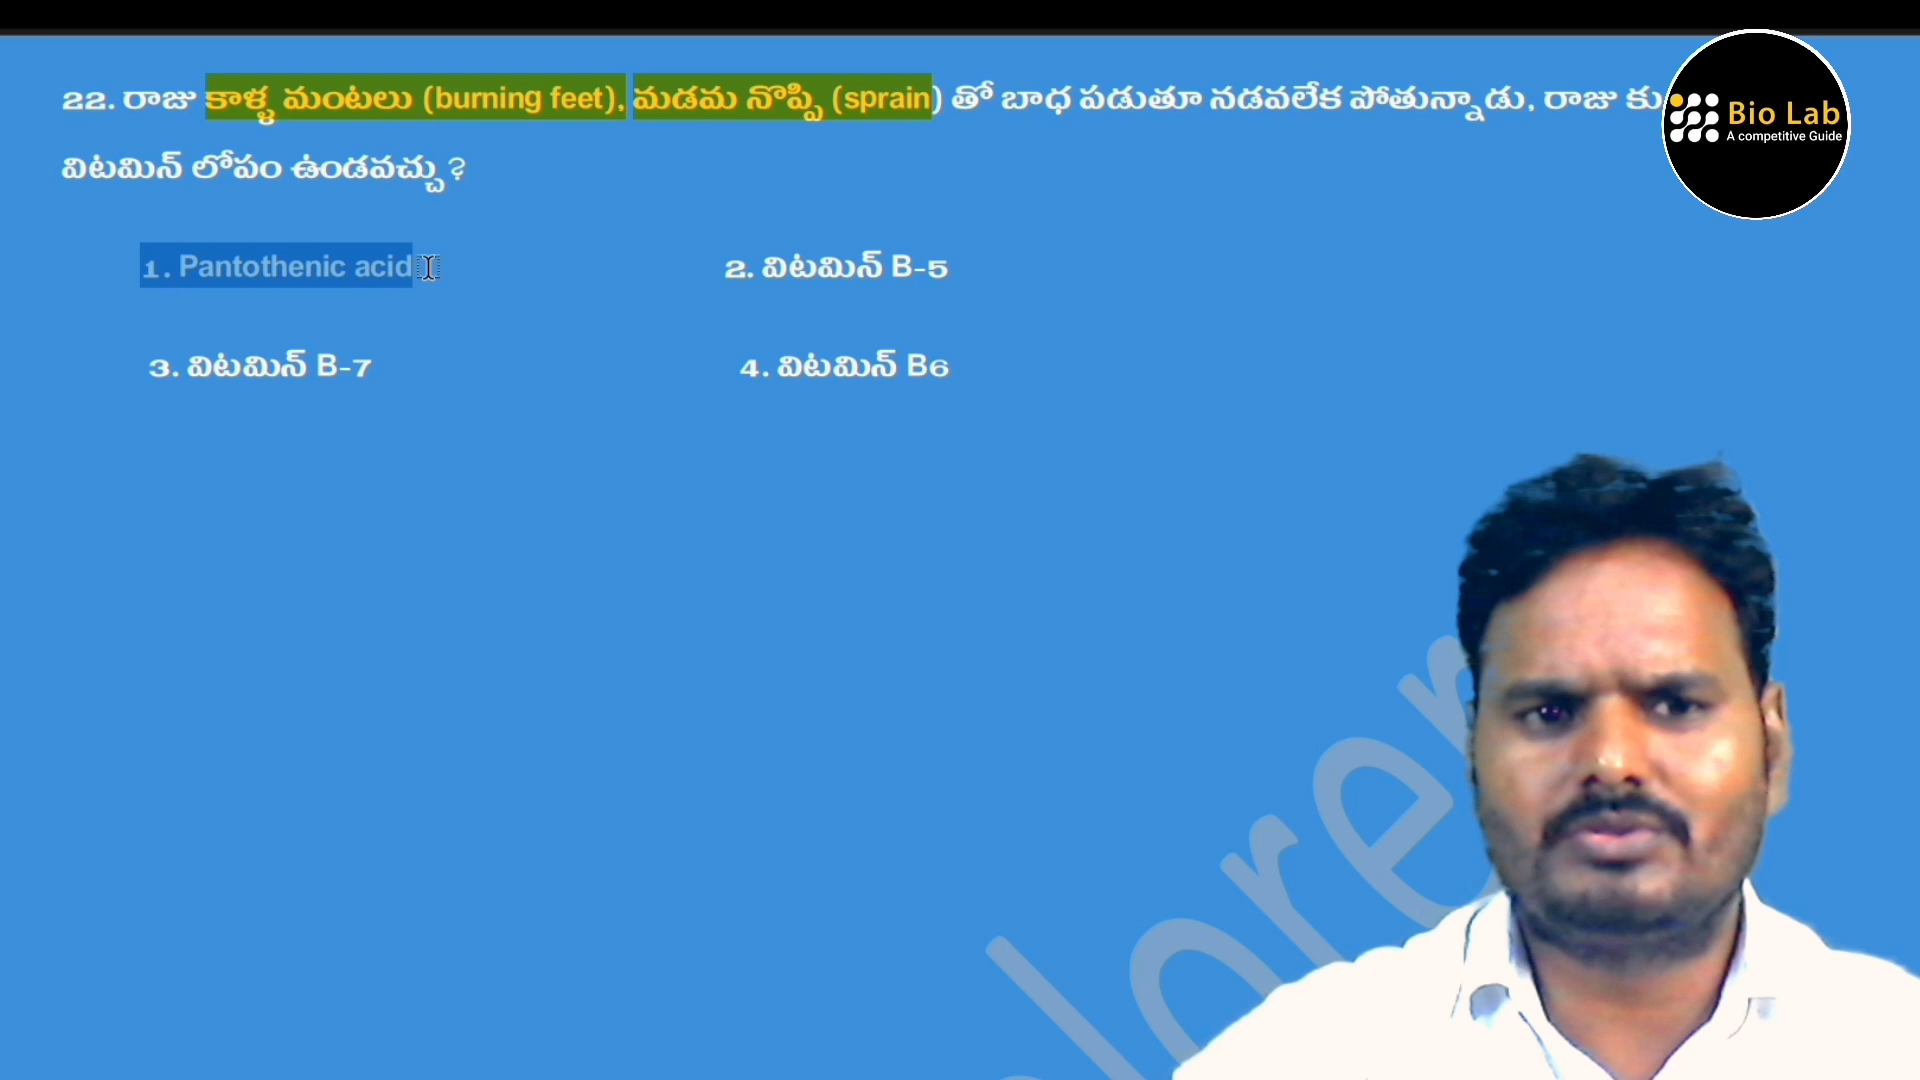 22. రాజు కాళ్ళ మంటలు (burning feet), మడమ నొప్పి (sprain) తో బాధ పడుతూ నడవలేక పోతున్నాడు, రాజు కు
విటమిన్ లోపం ఉండవచ్చు ?
1. Pantothenic acid
2. విటమిన్ B-5
3. విటమిన్ B-7
4. విటమిన్ B6
Bio Lab
A competitive Guide